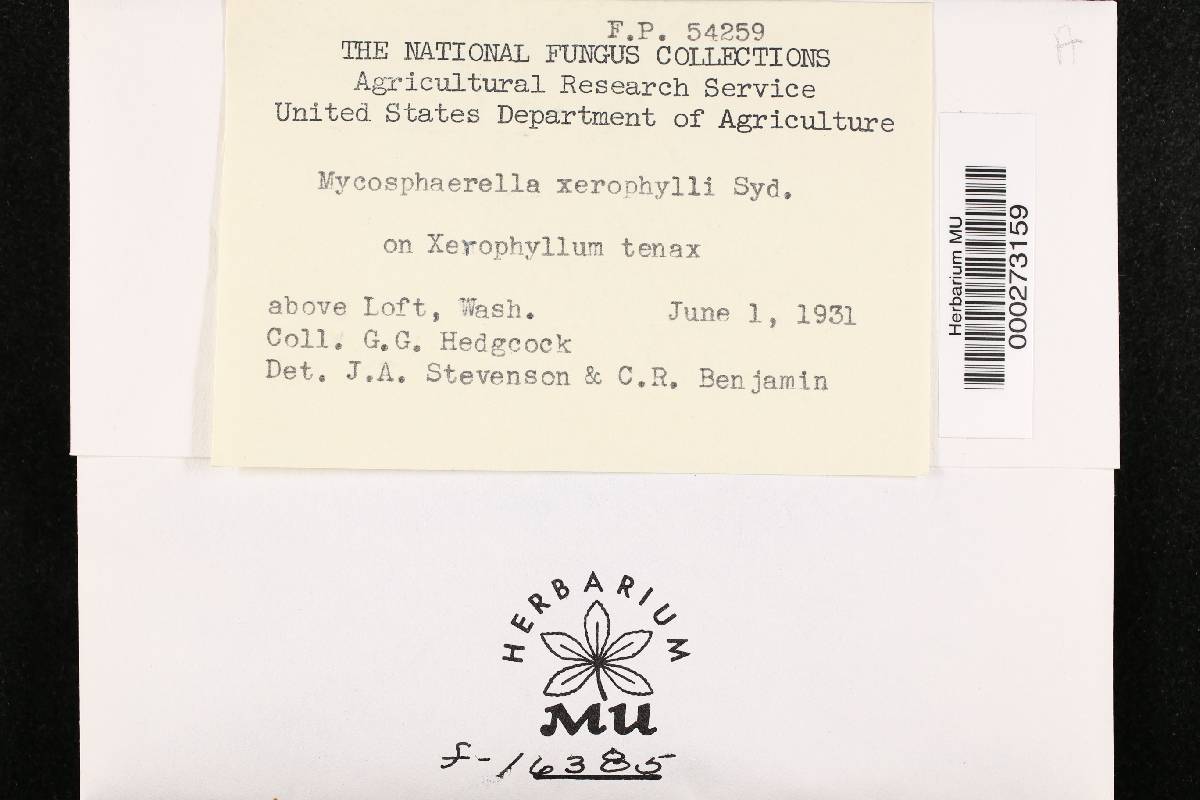 F.P. 54259
THE NATIONAL FUNGUS COLLECTIONS
Agricultural Research Service
United States Department of Agriculture
Mycosphaerella xerophylli Syd.
on Xerophyllum tenax
above Loft, Wash. June 1, 1931
Coll. G.G. Hedgcock
Det. J.A. Stevenson & C.R. Benjamin
A
Herbarium MU
000273159
HERBARIUM
MU
f-16385